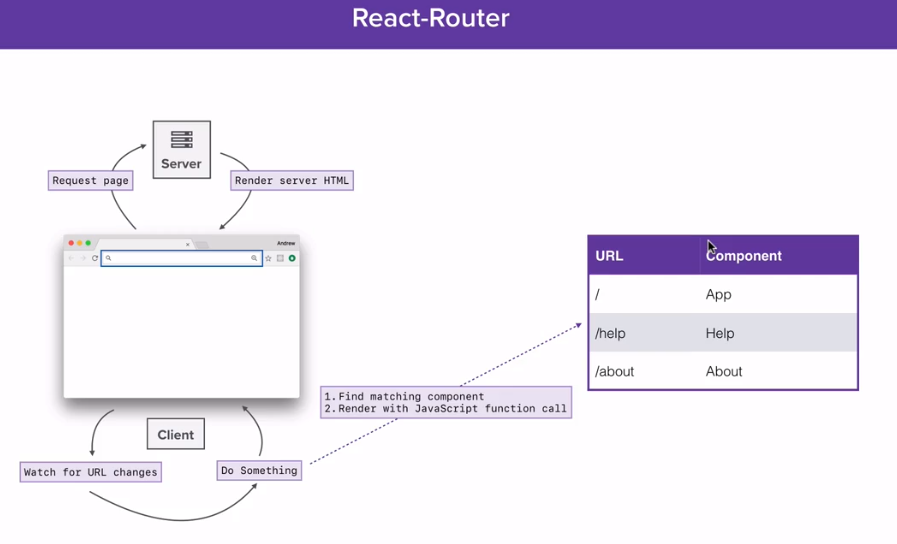 React-Router
Server
Request page
Render server HTML
Andrew
URL Component
/ App
/help Help
/about About
1. Find matching component
2. Render with JavaScript function call
Client
Watch for URL changes
Do Something